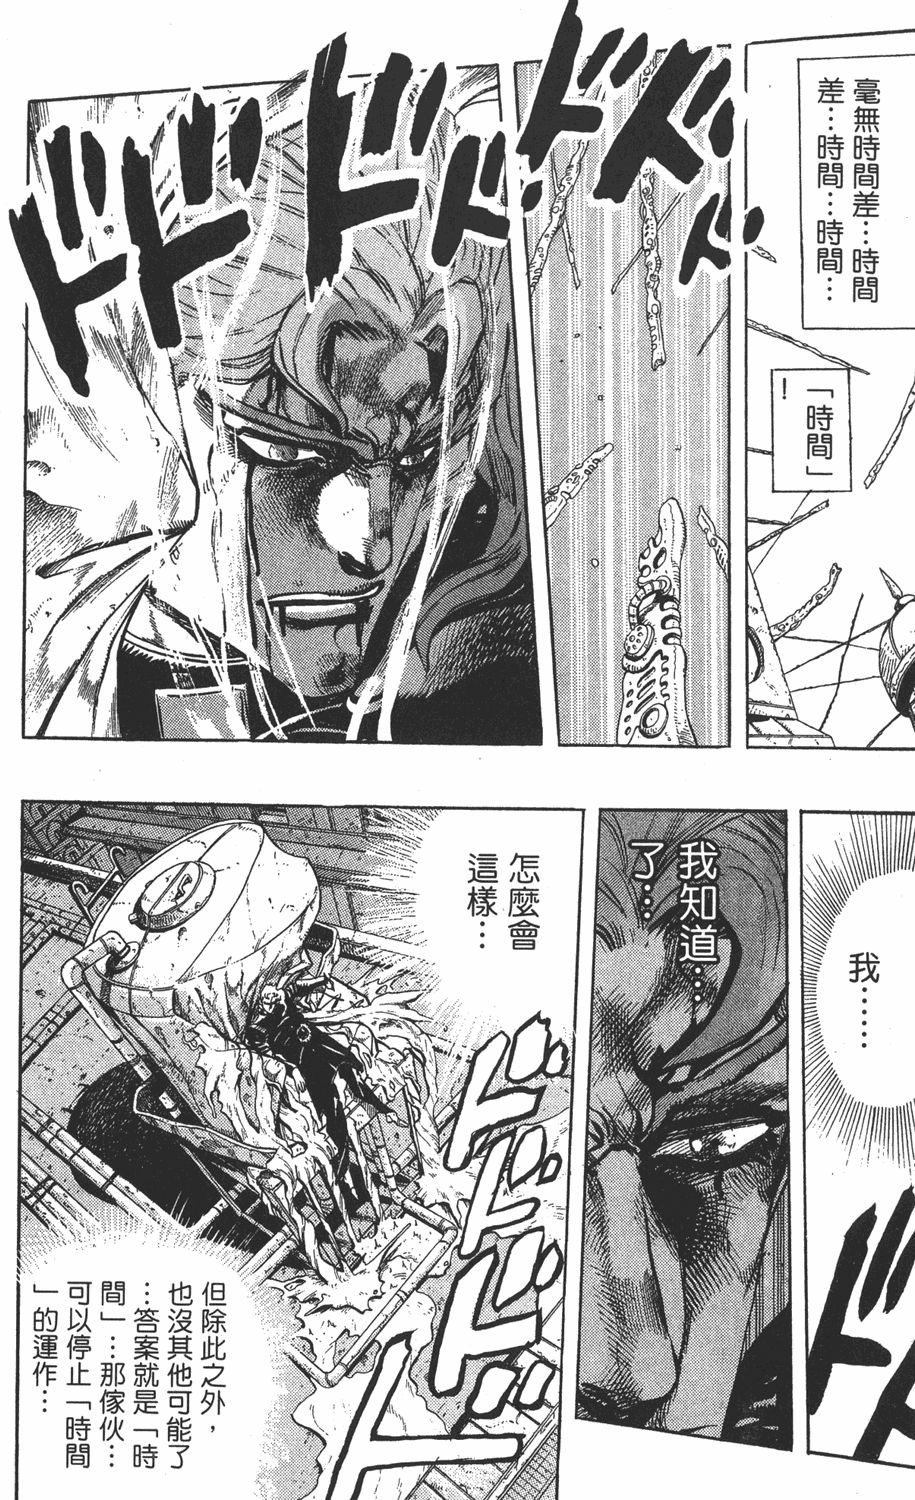 毫無時間差…時間
差…時間…時間…
「時間」
!
ドドド
ドドドド
我……
我知道…
了…
怎麼會
這樣…
ドド
ドドドド
但除此之外，
也沒其他可能了
…答案就是「時
間」…那傢伙…
可以停止「時間
」的運作…